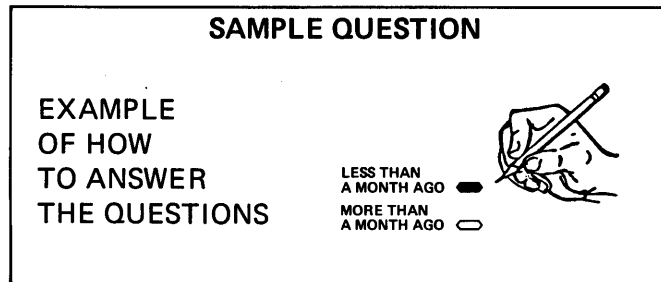 SAMPLE QUESTION
EXAMPLE
OF HOW
TO ANSWER
THE QUESTIONS
LESS THAN
A MONTH AGO
MORE THAN
A MONTH AGO